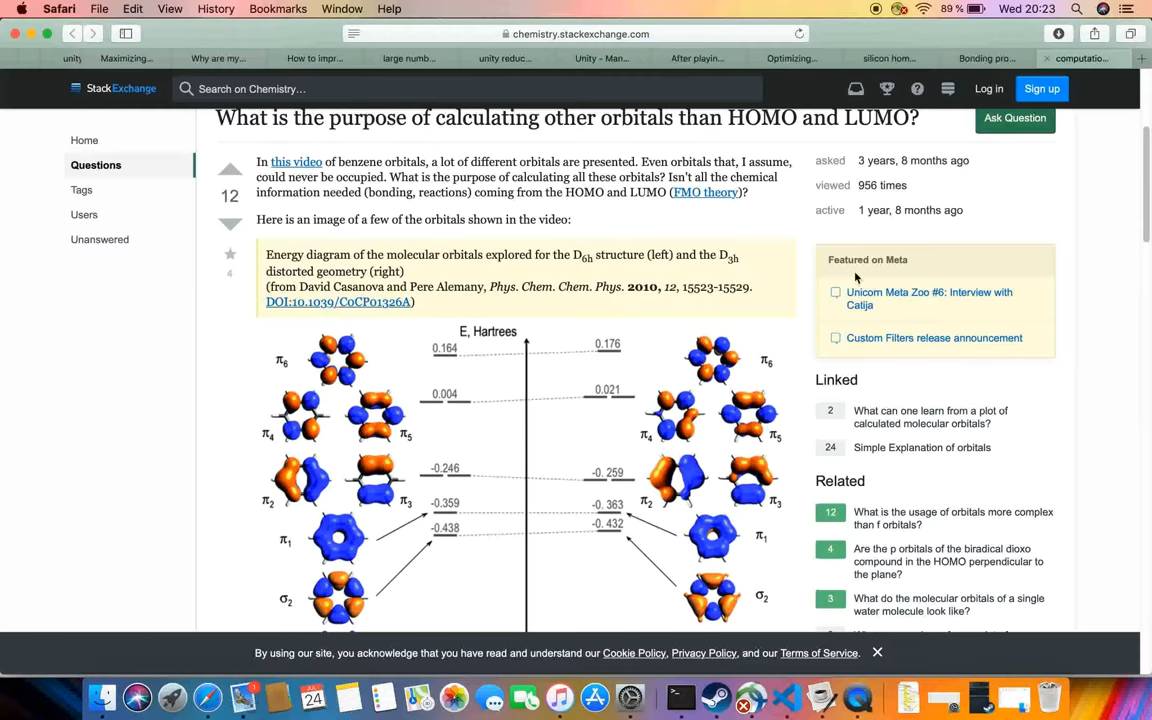 Safari File Edit View History Bookmarks Window Help 89 % Wed 20:23
chemistry.stackexchange.com
unity Maximizing... Why are my... How to impr... large numb... unity reduc... Unity - Man... After playin... Optimizing... silicon hom... Bonding pro... computatio...
StackExchange Search on Chemistry... Log in Sign up
What is the purpose of calculating other orbitals than HOMO and LUMO?
Ask Question
Home
Questions
Tags
Users
Unanswered
12
4
In this video of benzene orbitals, a lot of different orbitals are presented. Even orbitals that, I assume,
could never be occupied. What is the purpose of calculating all these orbitals? Isn't all the chemical
information needed (bonding, reactions) coming from the HOMO and LUMO (FMO theory)?
Here is an image of a few of the orbitals shown in the video:
Energy diagram of the molecular orbitals explored for the D6h structure (left) and the D3h
distorted geometry (right)
(from David Casanova and Pere Alemany, Phys. Chem. Chem. Phys. 2010, 12, 15523-15529.
DOI:10.1039/C0CP01326A)
E, Hartrees
π6 0.164 0.176 π6
0.004 0.021
π4 π5 π4 π5
-0.246 -0. 259
π2 π3 π2 π3
-0.359 -0. 363
-0.438 -0. 432
π1 π1
σ2 σ2
asked 3 years, 8 months ago
viewed 956 times
active 1 year, 8 months ago
Featured on Meta
Unicorn Meta Zoo #6: Interview with
Catija
Custom Filters release announcement
Linked
2 What can one learn from a plot of
calculated molecular orbitals?
24 Simple Explanation of orbitals
Related
12 What is the usage of orbitals more complex
than f orbitals?
4 Are the p orbitals of the biradical dioxo
compound in the HOMO perpendicular to
the plane?
3 What do the molecular orbitals of a single
water molecule look like?
By using our site, you acknowledge that you have read and understand our Cookie Policy, Privacy Policy, and our Terms of Service.
JUL
24
1